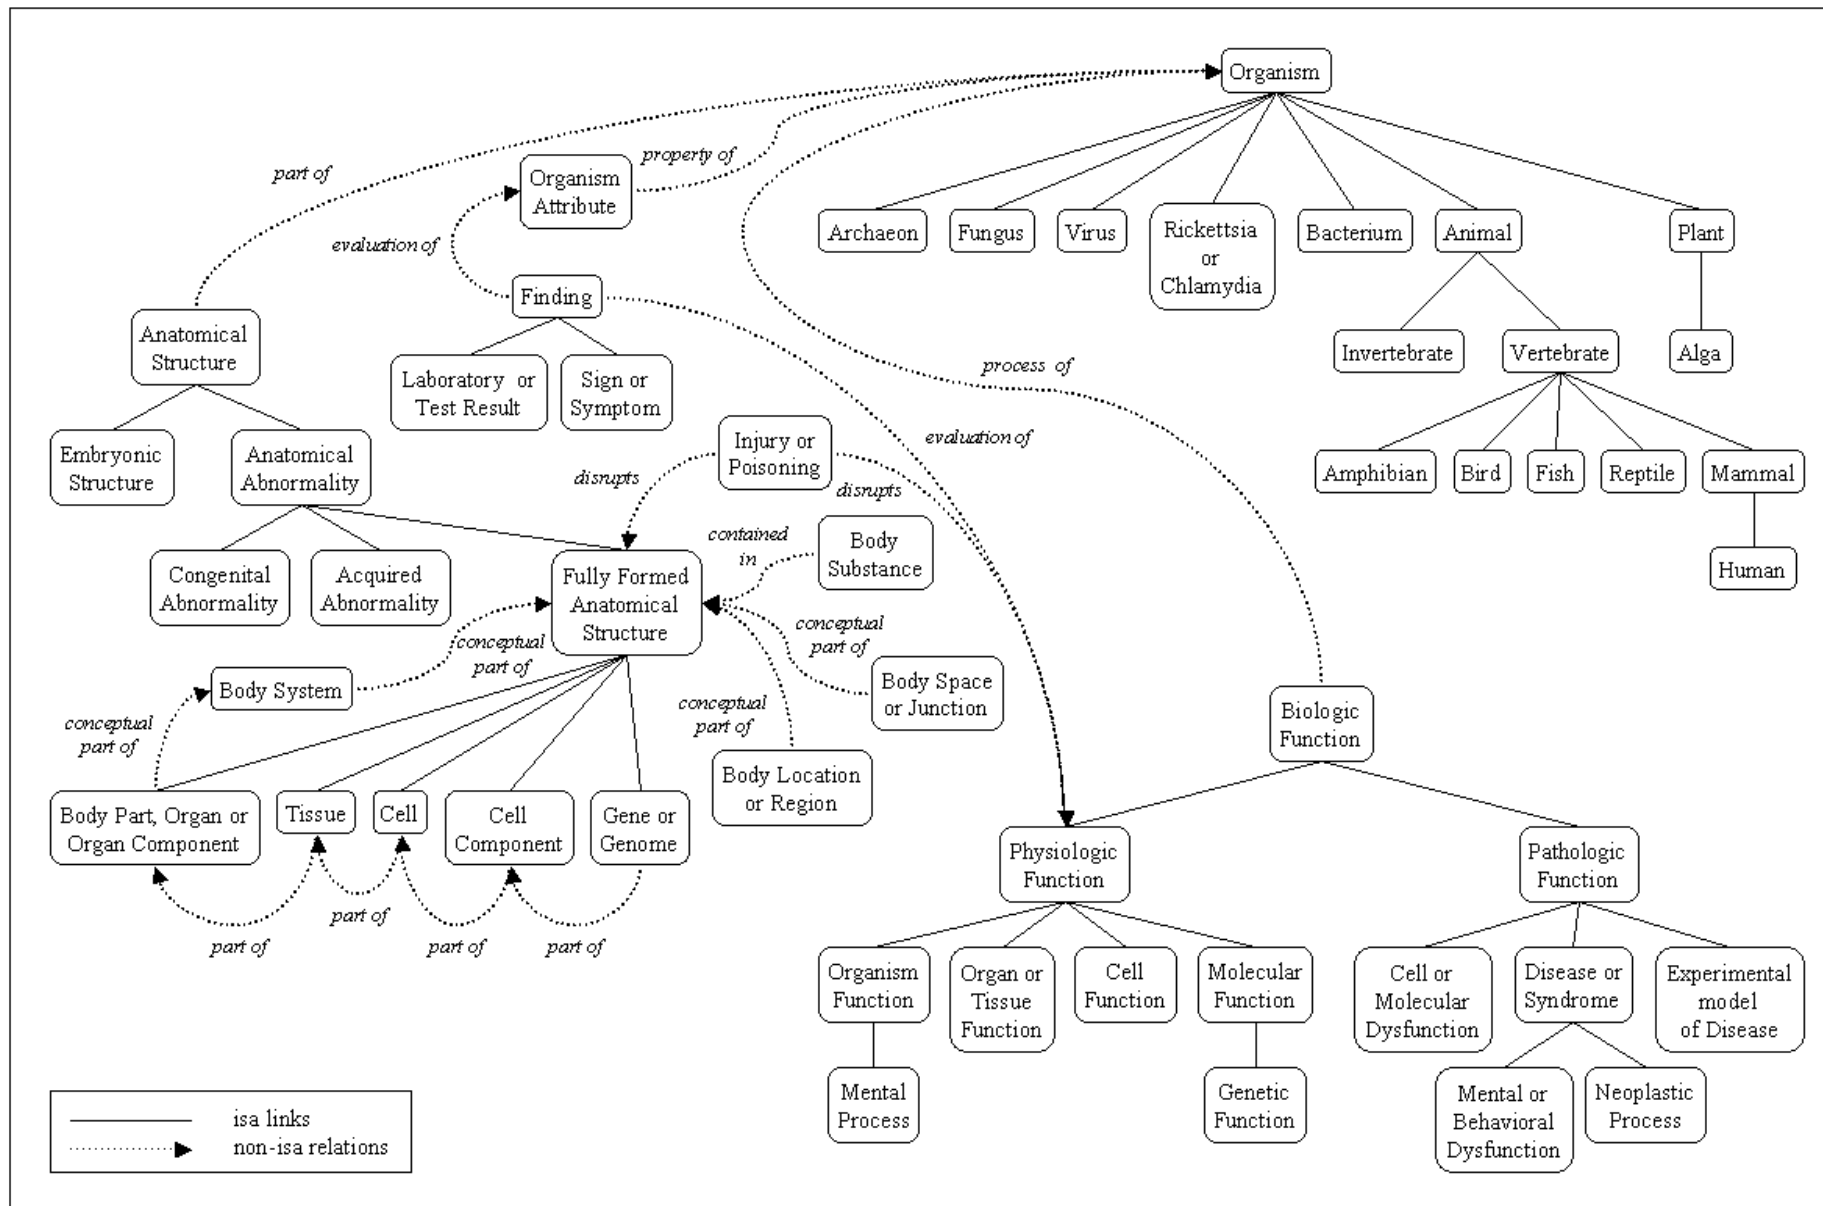 Organism
part of
property of
Organism
Attribute
evaluation of
Archaeon
Fungus
Virus
Rickettsia
or
Chlamydia
Bacterium
Animal
Plant
Finding
Anatomical
Structure
Invertebrate
Vertebrate
Alga
process of
Laboratory or
Test Result
Sign or
Symptom
Embryonic
Structure
Anatomical
Abnormality
Injury or
Poisoning
evaluation of
disrupts
disrupts
Amphibian
Bird
Fish
Reptile
Mammal
Human
contained
in
Body
Substance
Congenital
Abnormality
Acquired
Abnormality
Fully Formed
Anatomical
Structure
conceptual
part of
conceptual
part of
Body System
Body Space
or Junction
conceptual
part of
conceptual
part of
Biologic
Function
Body Location
or Region
Body Part, Organ or
Organ Component
Tissue
Cell
Cell
Component
Gene or
Genome
Physiologic
Function
Pathologic
Function
part of
part of
part of
part of
Organism
Function
Organ or
Tissue
Function
Cell
Function
Molecular
Function
Cell or
Molecular
Dysfunction
Disease or
Syndrome
Experimental
model
of Disease
Mental
Process
Genetic
Function
Mental or
Behavioral
Dysfunction
Neoplastic
Process
isa links
non-isa relations